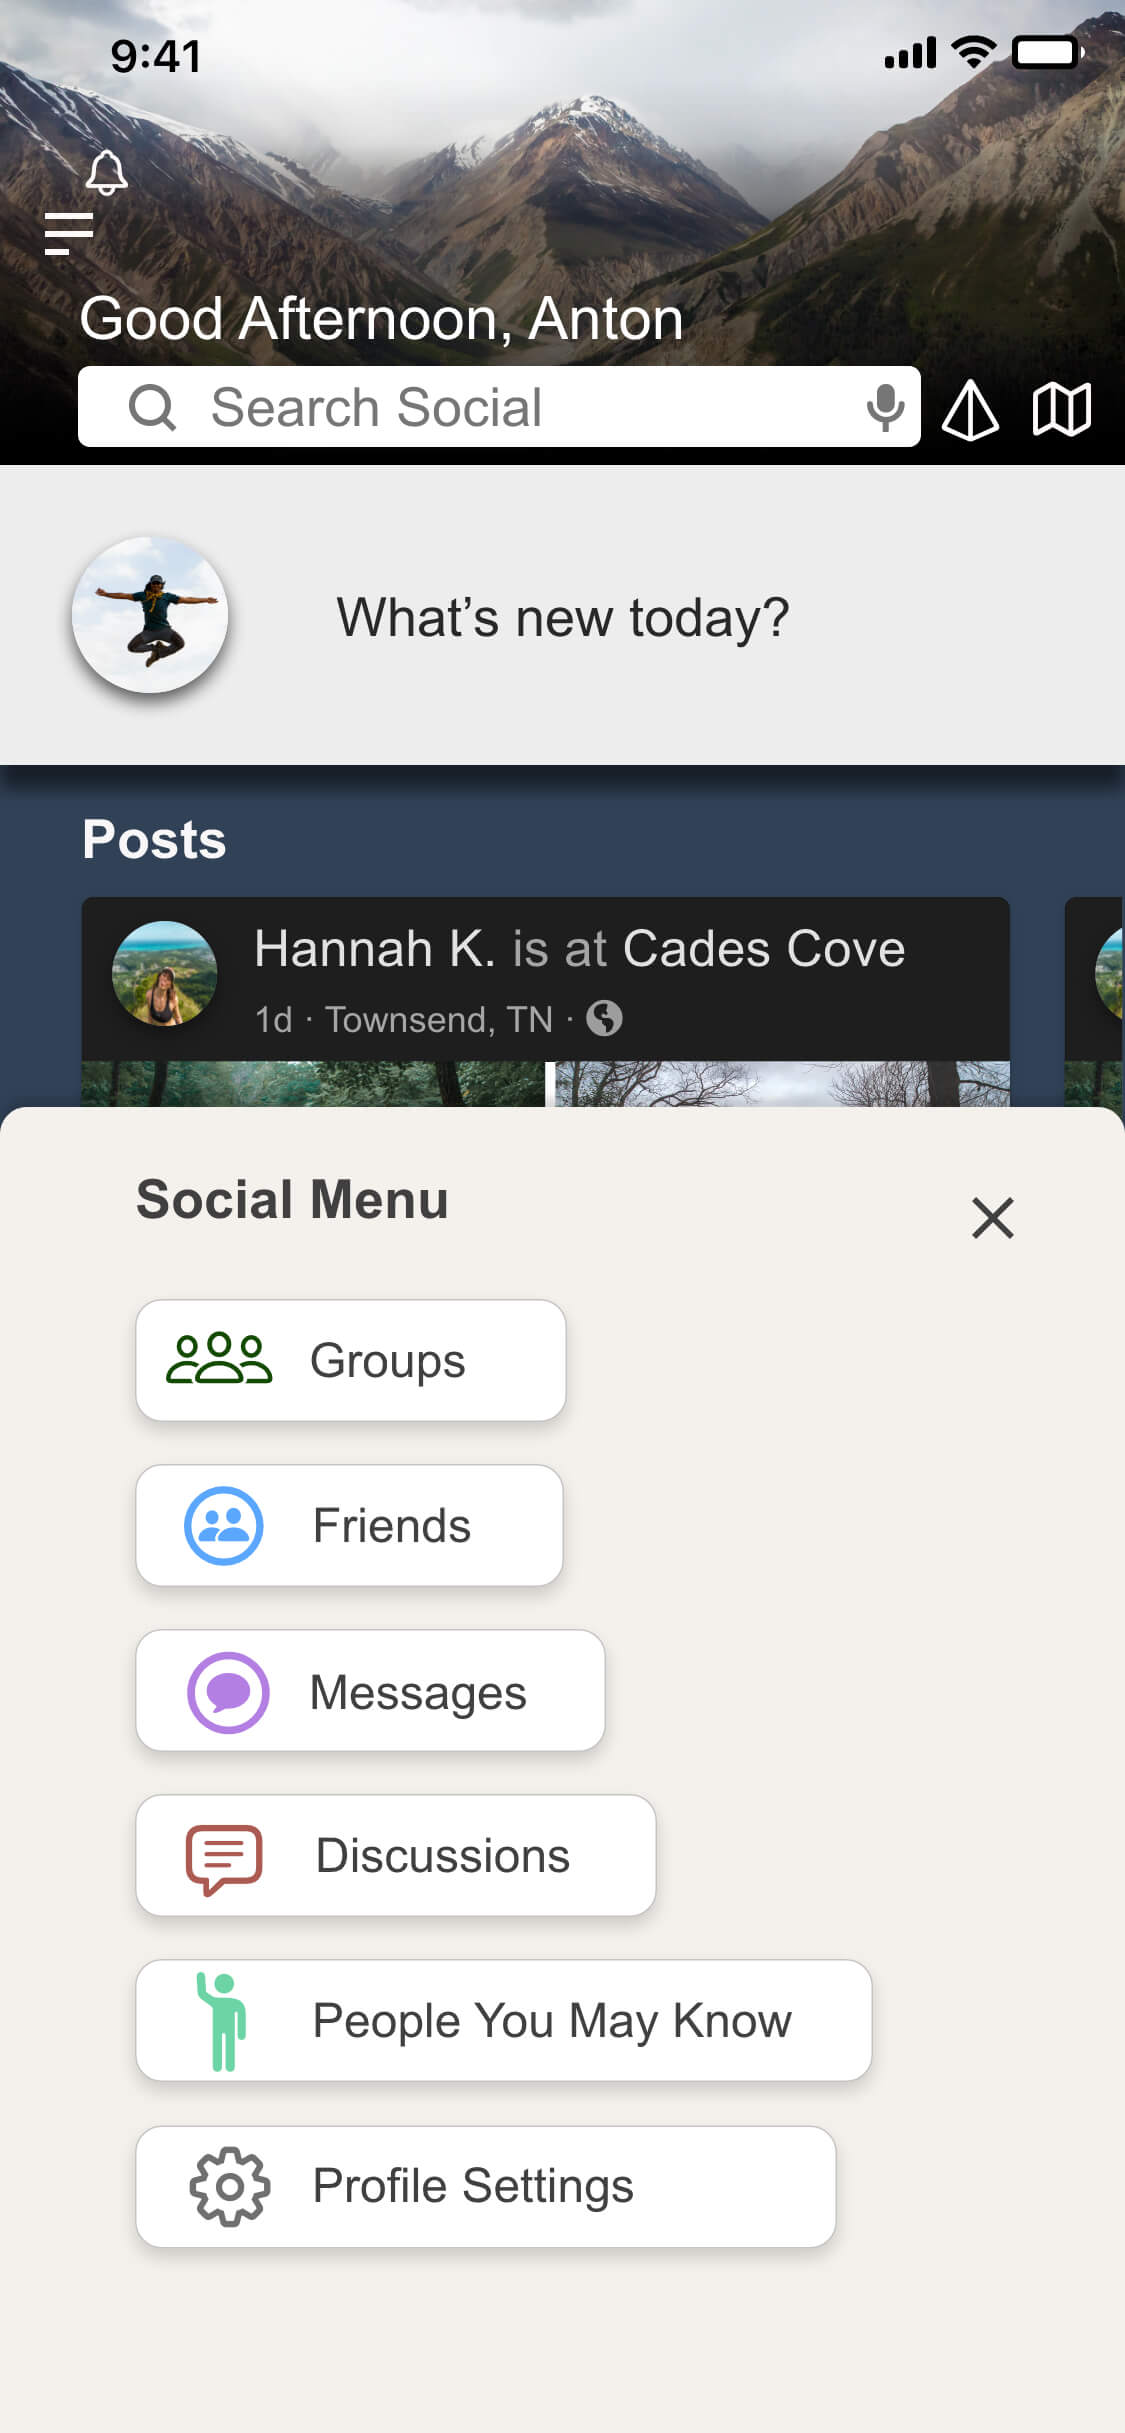 9:41
Good Afternoon, Anton
Search Social
What’s new today?
Posts
Hannah K. is at Cades Cove
1d · Townsend, TN ·
Social Menu
Groups
Friends
Messages
Discussions
People You May Know
Profile Settings